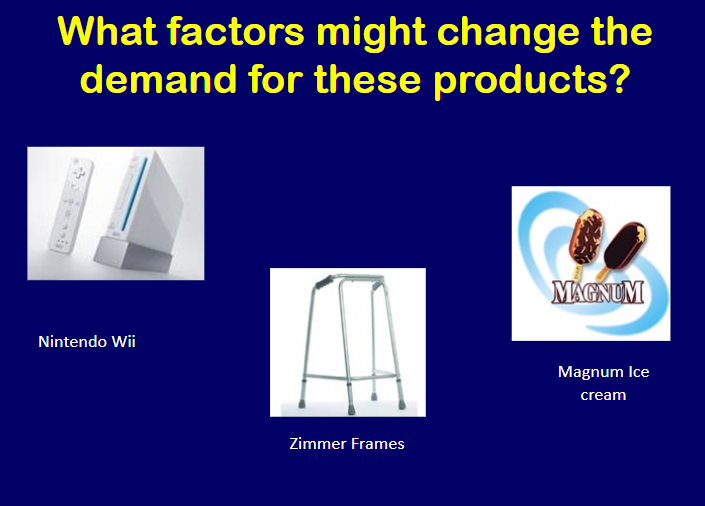 What factors might change the
demand for these products?
Nintendo Wii
MAGNUM
Magnum Ice
cream
Zimmer Frames